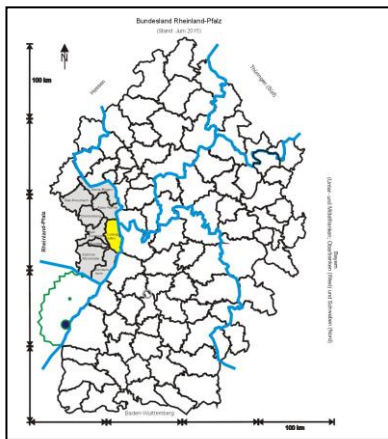 Bundesland Rheinland-Pfalz
(Stand: Juni 2015)
N
100 km
Hessen
Thüringen (Süd)
Rheinland-Pfalz
Bayern
(Unter- und Mittelfranken, Oberfranken (West) und Schwaben (Nord)
Baden-Württemberg
100 km